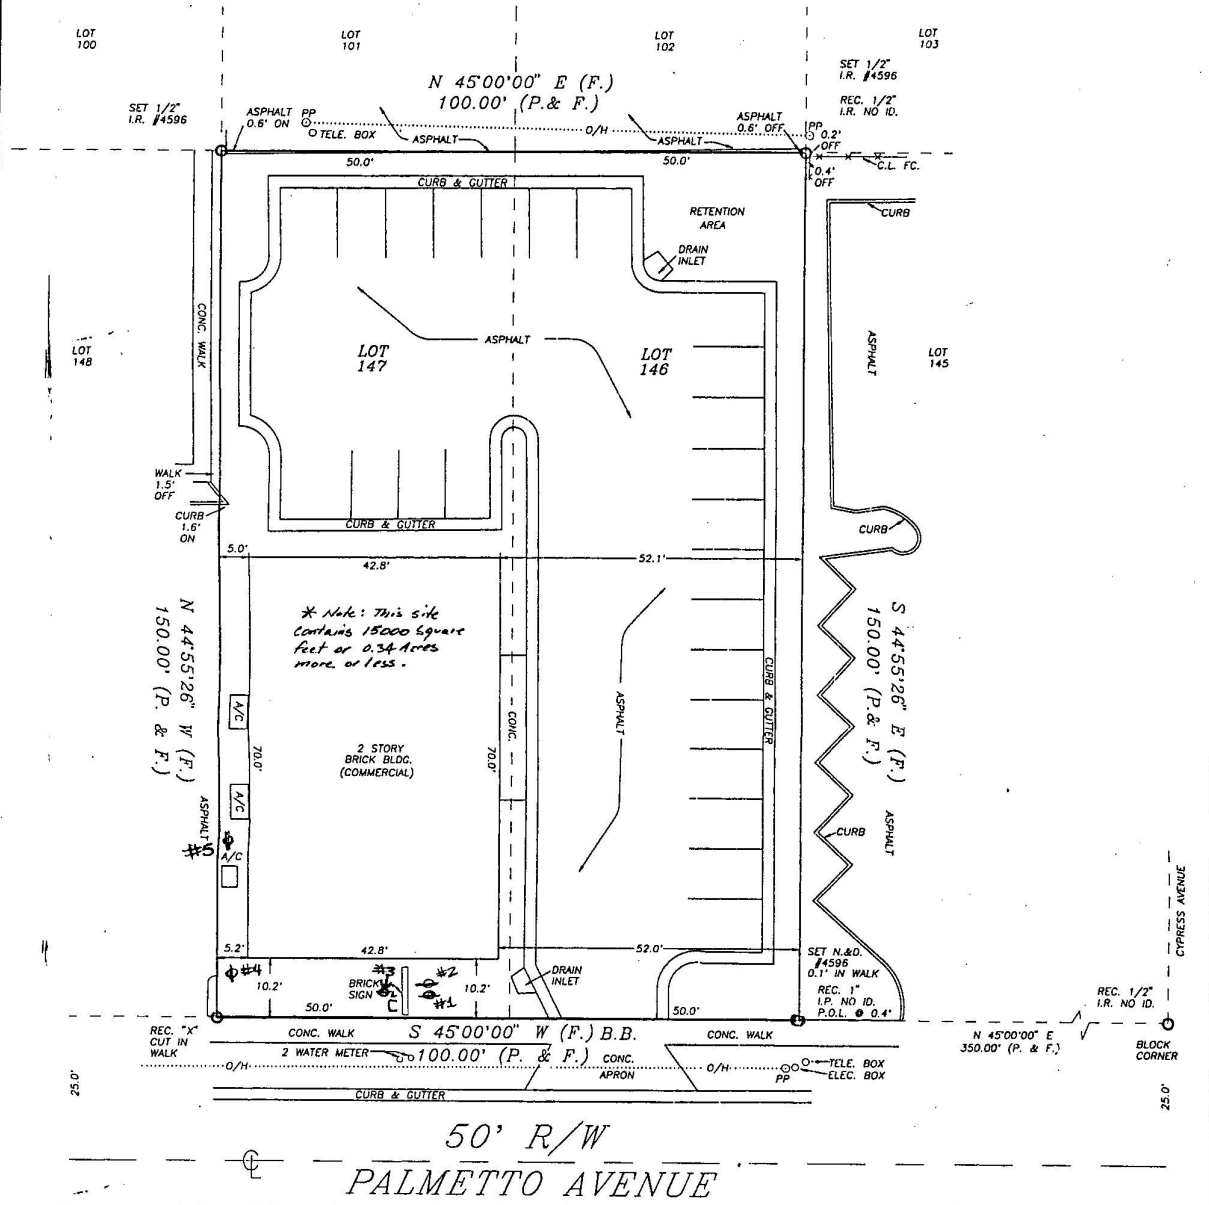 LOT
100
LOT
101
LOT
102
LOT
103
N 45°00'00" E (F.)
100.00' (P.& F.)
SET 1/2"
I.R. #4596
REC. 1/2"
I.R. NO ID.
SET 1/2"
I.R. #4596
ASPHALT
0.6' ON
PP
TELE. BOX
ASPHALT
O/H
ASPHALT
ASPHALT
0.6' OFF
PP
0.2'
OFF
C.L. FC.
0.4'
OFF
50.0'
50.0'
CURB & GUTTER
RETENTION
AREA
CURB
DRAIN
INLET
CONC. WALK
ASPHALT
ASPHALT
LOT
148
LOT
147
LOT
146
LOT
145
WALK
1.5'
OFF
CURB
1.6'
ON
CURB & GUTTER
CURB
5.0'
42.8'
52.1'
N 44°55'26" W (F.)
150.00' (P. & F.)
* Note: This site
contains 15000 square
feet or 0.34 Acres
more or less.
S 44°55'26" E (F.)
150.00' (P.& F.)
A/C
70.0'
2 STORY
BRICK BLDG.
(COMMERCIAL)
70.0'
CONC.
ASPHALT
CURB & GUTTER
A/C
ASPHALT
#5
A/C
CURB
ASPHALT
CYPRESS AVENUE
5.2'
42.8'
52.0'
SET N.&D.
#4596
0.1' IN WALK
#4
10.2'
#3
BRICK
SIGN
#2
#1
10.2'
DRAIN
INLET
REC. 1"
I.P. NO ID.
P.O.L. @ 0.4'
REC. 1/2"
I.R. NO ID.
50.0'
50.0'
REC. "X"
CUT IN
WALK
CONC. WALK
S 45°00'00" W (F.) B.B.
CONC. WALK
N 45°00'00" E
350.00' (P. & F.)
BLOCK
CORNER
2 WATER METER
100.00' (P. & F.)
CONC.
APRON
O/H
O/H
PP
TELE. BOX
ELEC. BOX
25.0'
25.0'
CURB & GUTTER
50' R/W
PALMETTO AVENUE